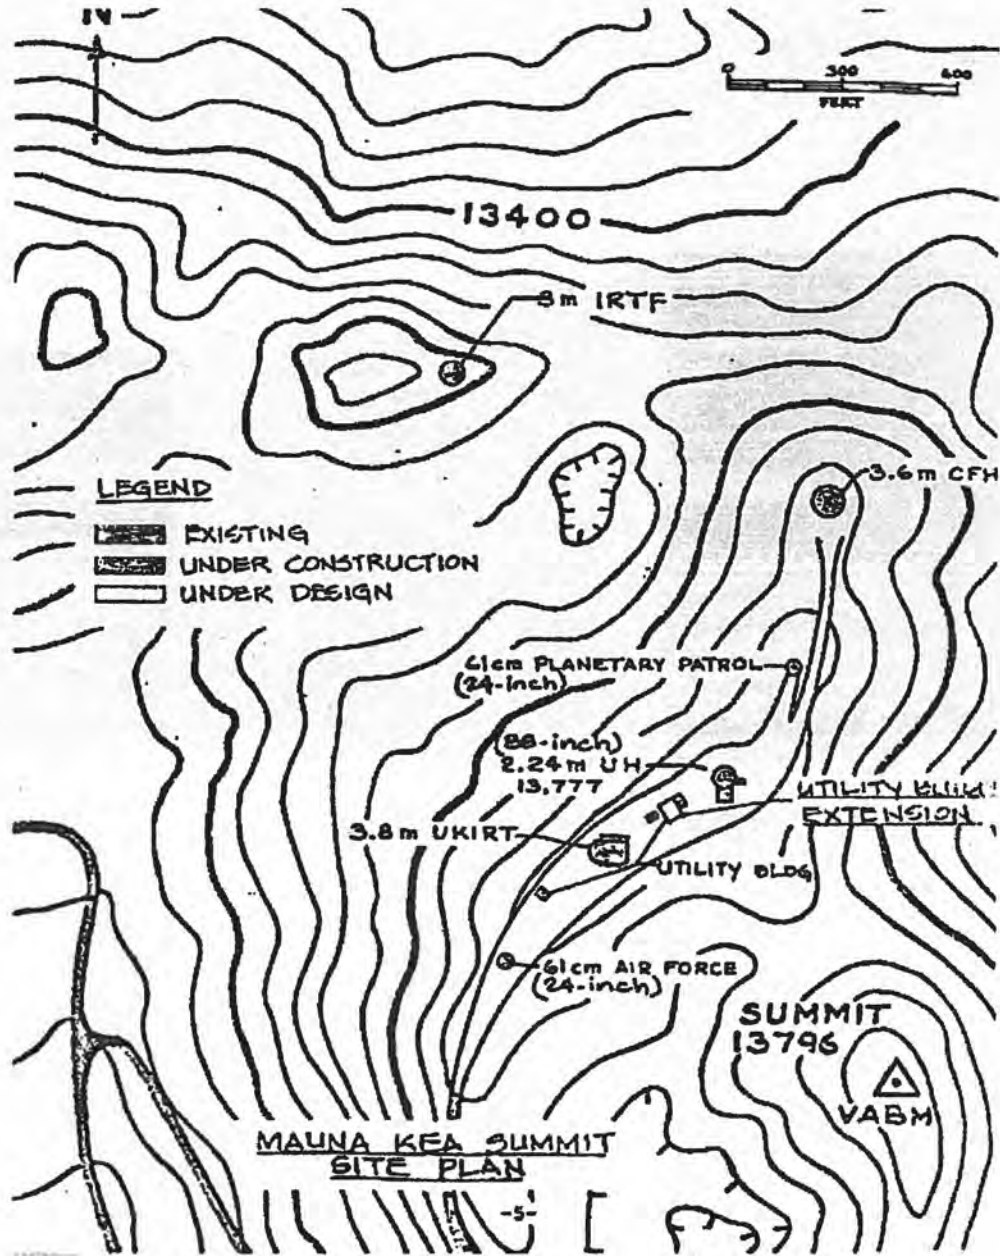 N
0 300 600
FEET
13400
3m IRTF
3.6m CFH
LEGEND
EXISTING
UNDER CONSTRUCTION
UNDER DESIGN
61cm PLANETARY PATROL
(24-inch)
(88-inch)
2.24m UH
13,777
UTILITY
EXTENSION
3.8m UKIRT
UTILITY BLDG
61cm AIR FORCE
(24-inch)
SUMMIT
13796
VABM
MAUNA KEA SUMMIT
SITE PLAN
-5-